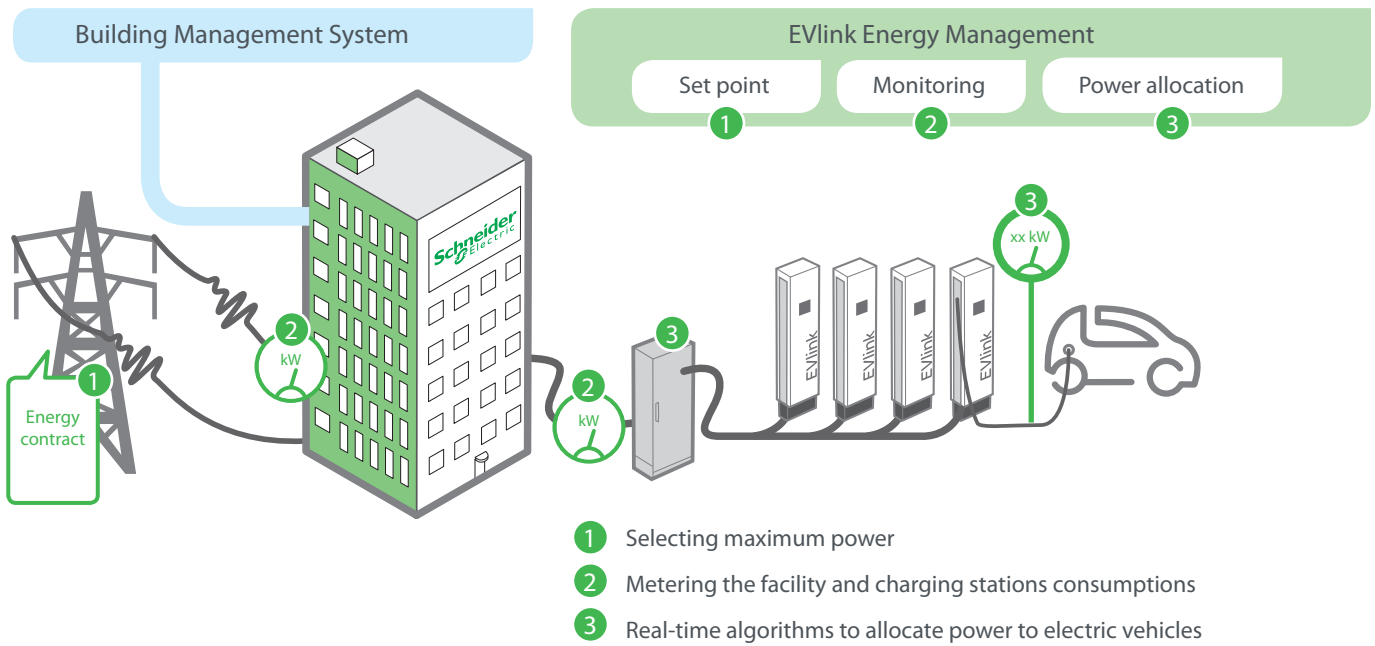 Building Management System
EVlink Energy Management
Set point
Monitoring
Power allocation
1
2
3
Schneider
Electric
3
xx kW
2
kW
3
1
Energy
contract
2
kW
EVlink
EVlink
EVlink
EVlink
1 Selecting maximum power
2 Metering the facility and charging stations consumptions
3 Real-time algorithms to allocate power to electric vehicles